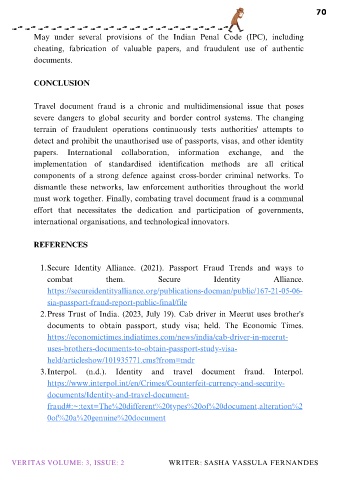 70
May under several provisions of the Indian Penal Code (IPC), including
cheating, fabrication of valuable papers, and fraudulent use of authentic
documents.
CONCLUSION
Travel document fraud is a chronic and multidimensional issue that poses
severe dangers to global security and border control systems. The changing
terrain of fraudulent operations continuously tests authorities' attempts to
detect and prohibit the unauthorised use of passports, visas, and other identity
papers. International collaboration, information exchange, and the
implementation of standardised identification methods are all critical
components of a strong defence against cross-border criminal networks. To
dismantle these networks, law enforcement authorities throughout the world
must work together. Finally, combating travel document fraud is a communal
effort that necessitates the dedication and participation of governments,
international organisations, and technological innovators.
REFERENCES
1. Secure Identity Alliance. (2021). Passport Fraud Trends and ways to
combat them. Secure Identity Alliance.
https://secureidentityalliance.org/publications-docman/public/167-21-05-06-
sia-passport-fraud-report-public-final/file
2. Press Trust of India. (2023, July 19). Cab driver in Meerut uses brother's
documents to obtain passport, study visa; held. The Economic Times.
https://economictimes.indiatimes.com/news/india/cab-driver-in-meerut-
uses-brothers-documents-to-obtain-passport-study-visa-
held/articleshow/101935771.cms?from=mdr
3. Interpol. (n.d.). Identity and travel document fraud. Interpol.
https://www.interpol.int/en/Crimes/Counterfeit-currency-and-security-
documents/Identity-and-travel-document-
fraud#:~:text=The%20different%20types%20of%20document,alteration%2
0of%20a%20genuine%20document
VERITAS VOLUME: 3, ISSUE: 2 WRITER: SASHA VASSULA FERNANDES